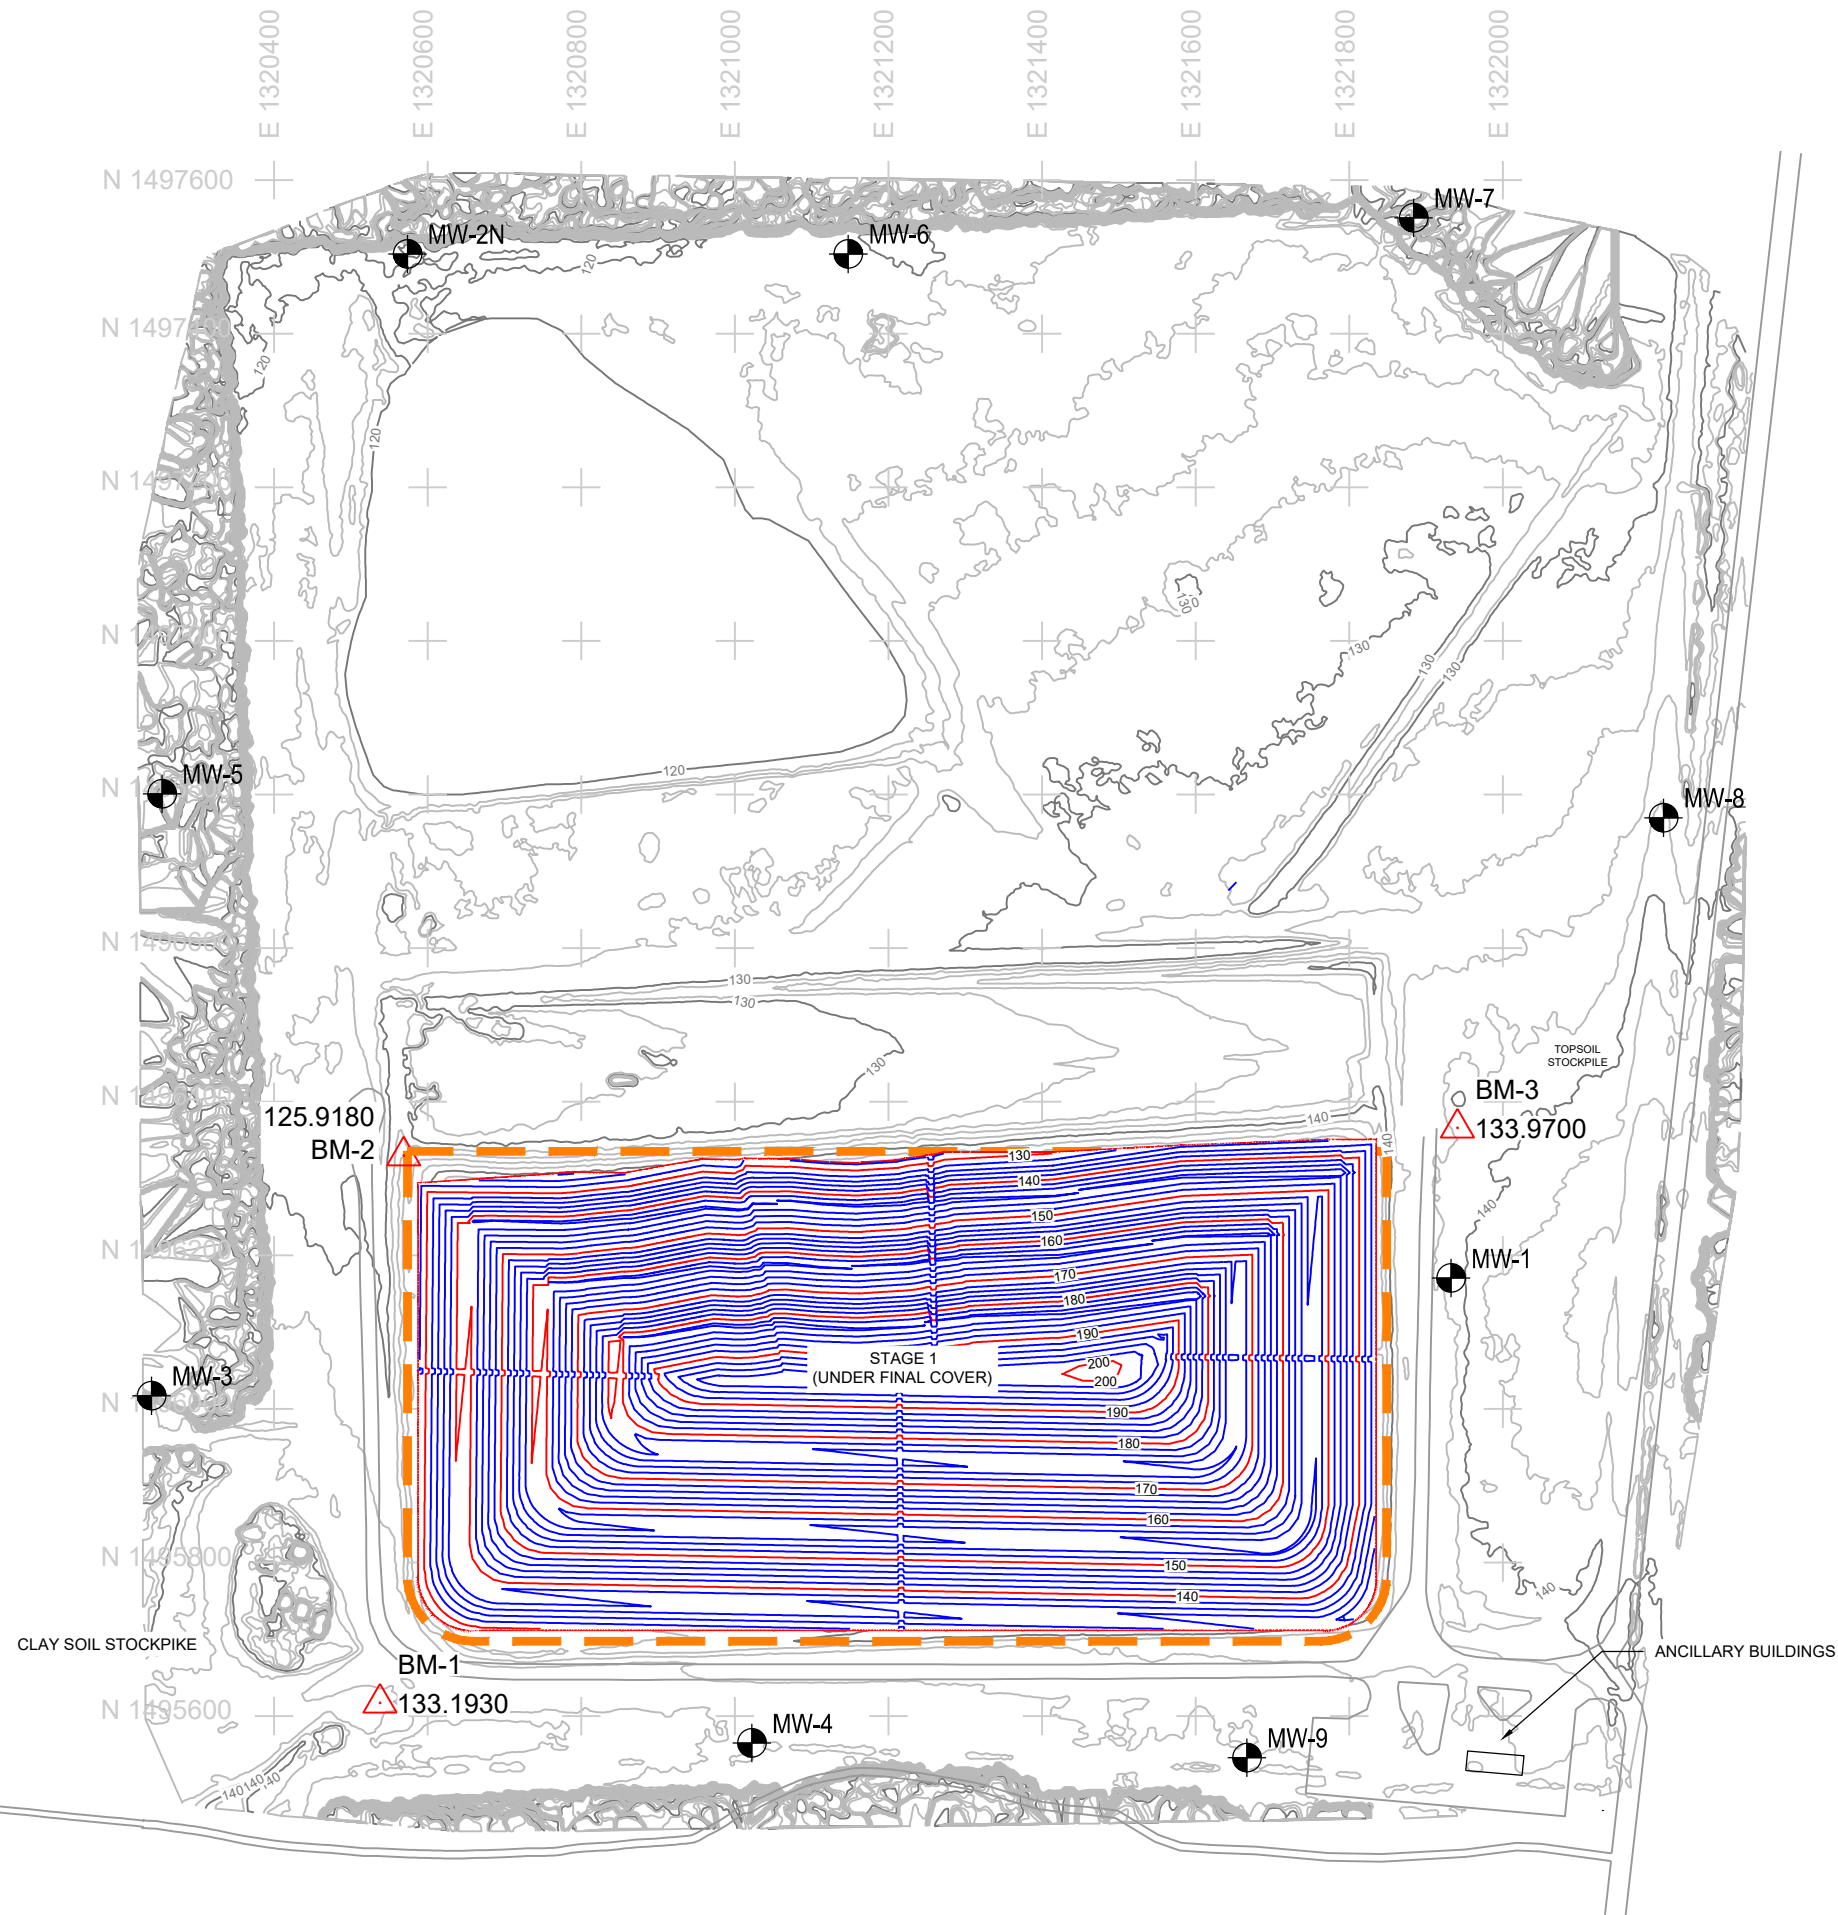 E 1320400
E 1320600
E 1320800
E 1321000
E 1321200
E 1321400
E 1321600
E 1321800
E 1322000
N 1497600
MW-7
MW-2N
MW-6
120
120
120
130
130
130
130
120
MW-5
MW-8
130
130
130
TOPSOIL
STOCKPILE
BM-3
133.9700
125.9180
BM-2
140
140
130
140
150
160
170
180
190
200
200
STAGE 1
(UNDER FINAL COVER)
190
180
170
160
150
140
140
MW-1
MW-3
140
CLAY SOIL STOCKPIKE
BM-1
133.1930
ANCILLARY BUILDINGS
N 1495600
MW-4
MW-9
140
140
140